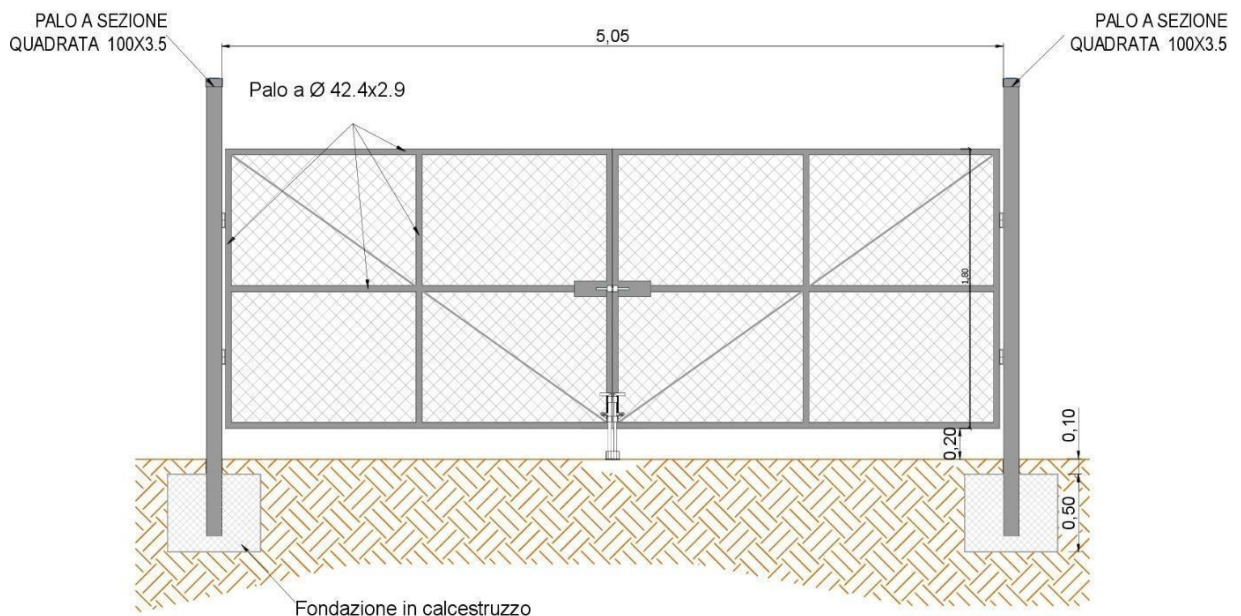 PALO A SEZIONE
QUADRATA 100X3.5
5,05
PALO A SEZIONE
QUADRATA 100X3.5
Palo a Ø 42.4x2.9
1,80
0,20
0,10
0,50
Fondazione in calcestruzzo